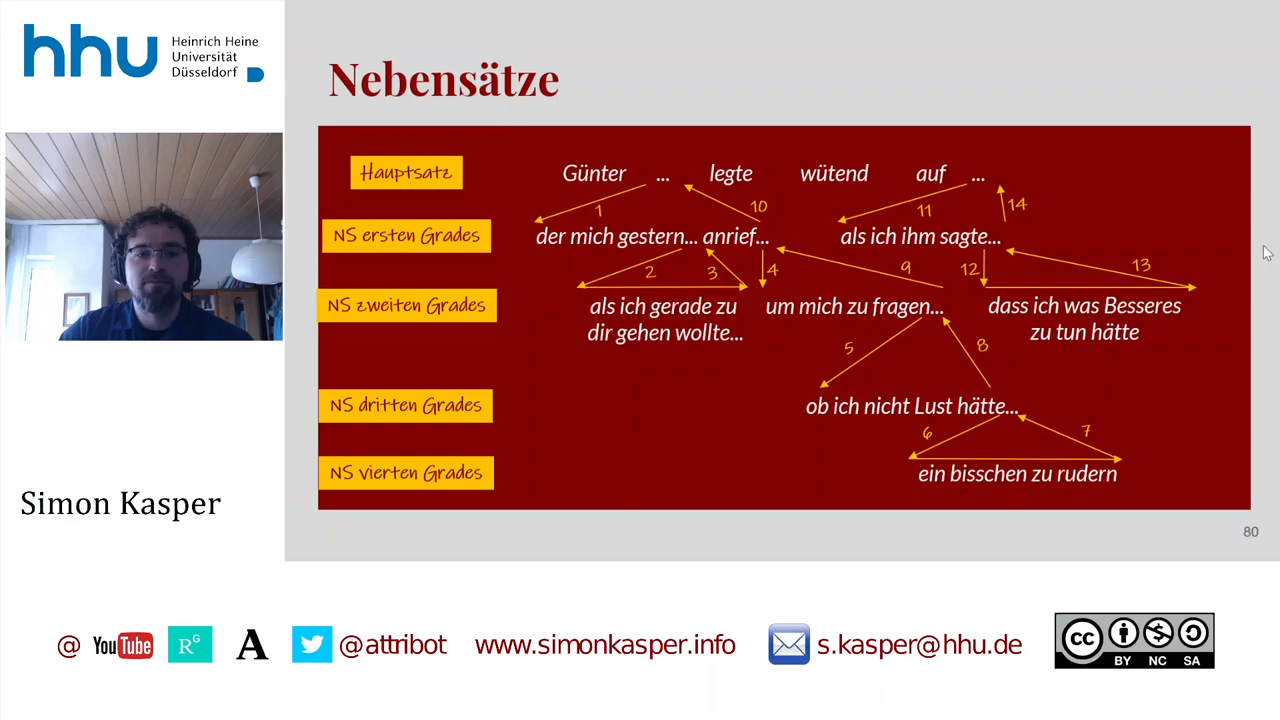 hhu
Heinrich Heine
Universität
Düsseldorf
Nebensätze
Hauptsatz
Günter ... legte wütend auf ...
1 10 11 14
NS ersten Grades
der mich gestern... anrief... als ich ihm sagte...
2 3 4 9 12 13
NS zweiten Grades
als ich gerade zu
dir gehen wollte...
um mich zu fragen...
dass ich was Besseres
zu tun hätte
5 8
NS dritten Grades
ob ich nicht Lust hätte...
6 7
NS vierten Grades
ein bisschen zu rudern
Simon Kasper
80
@ YouTube RG A @attribot www.simonkasper.info s.kasper@hhu.de
cc BY NC SA